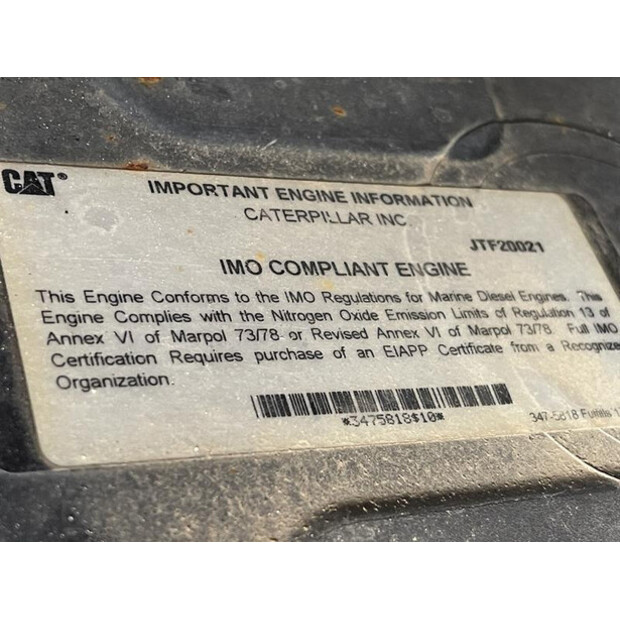 CAT®
IMPORTANT ENGINE INFORMATION
CATERPILLAR INC.
JTF20021
IMO COMPLIANT ENGINE
This Engine Conforms to the IMO Regulations for Marine Diesel Engines. This
Engine Complies with the Nitrogen Oxide Emission Limits of Regulation 13 of
Annex VI of Marpol 73/78 or Revised Annex VI of Marpol 73/78. Full IMO
Certification Requires purchase of an EIAPP Certificate from a Recognize
Organization.
*3475818$10*
347-5818